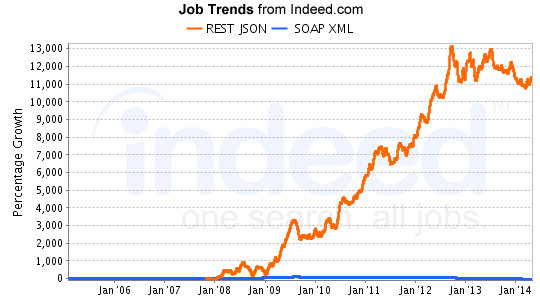 Job Trends from Indeed.com
REST JSON SOAP XML
Percentage Growth
13,000
12,000
11,000
10,000
9,000
8,000
7,000
6,000
5,000
4,000
3,000
2,000
1,000
0
indeed™
one search. all jobs
Jan '06 Jan '07 Jan '08 Jan '09 Jan '10 Jan '11 Jan '12 Jan '13 Jan '14